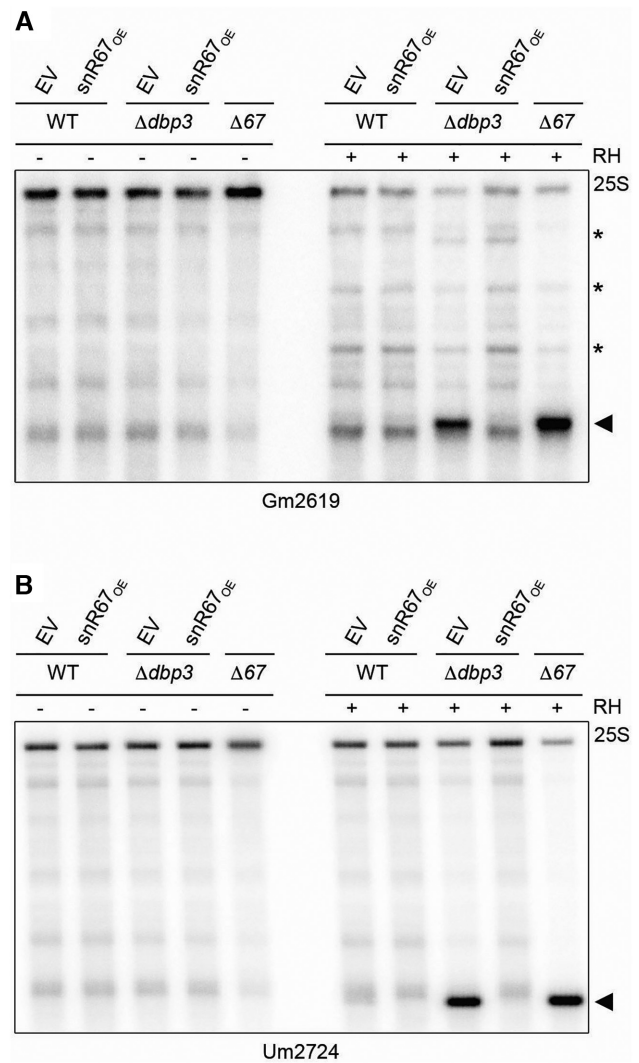 A
EV snR67OE EV snR67OE EV snR67OE EV snR67OE
WT Δdbp3 Δ67 WT Δdbp3 Δ67
- - - - - + + + + + RH
25S
*
*
*
Gm2619
B
EV snR67OE EV snR67OE EV snR67OE EV snR67OE
WT Δdbp3 Δ67 WT Δdbp3 Δ67
- - - - - + + + + + RH
25S
Um2724